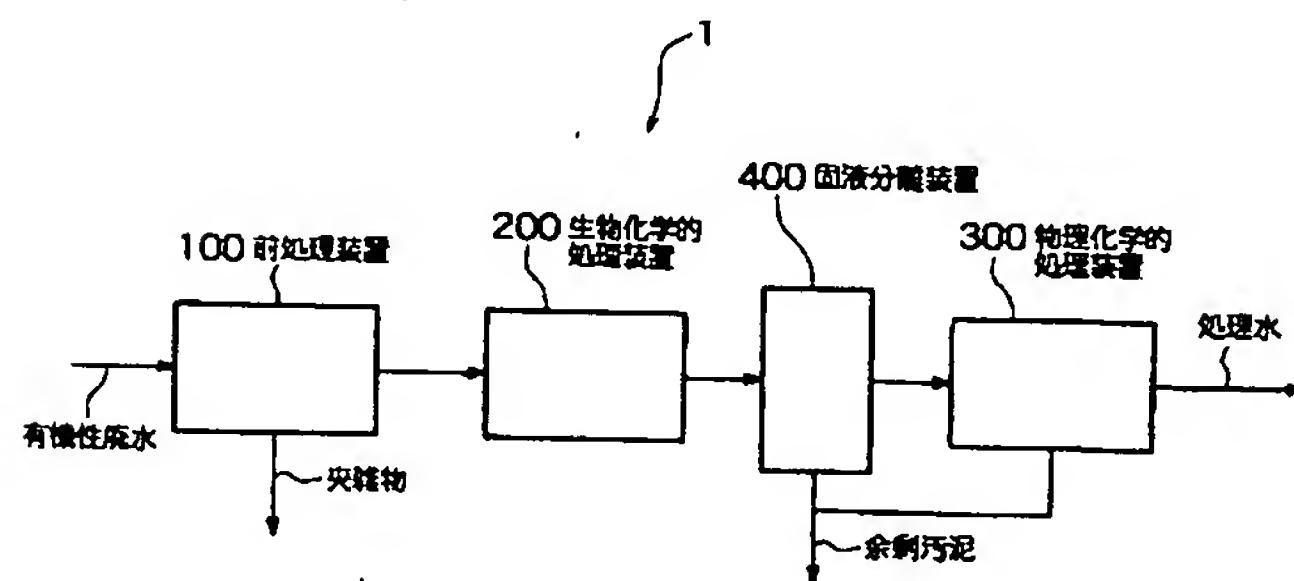 1
400 固液分離装置
200 生物化学的
処理装置
300 物理化学的
処理装置
100 前処理装置
処理水
有機性廃水
夾雑物
余剰汚泥